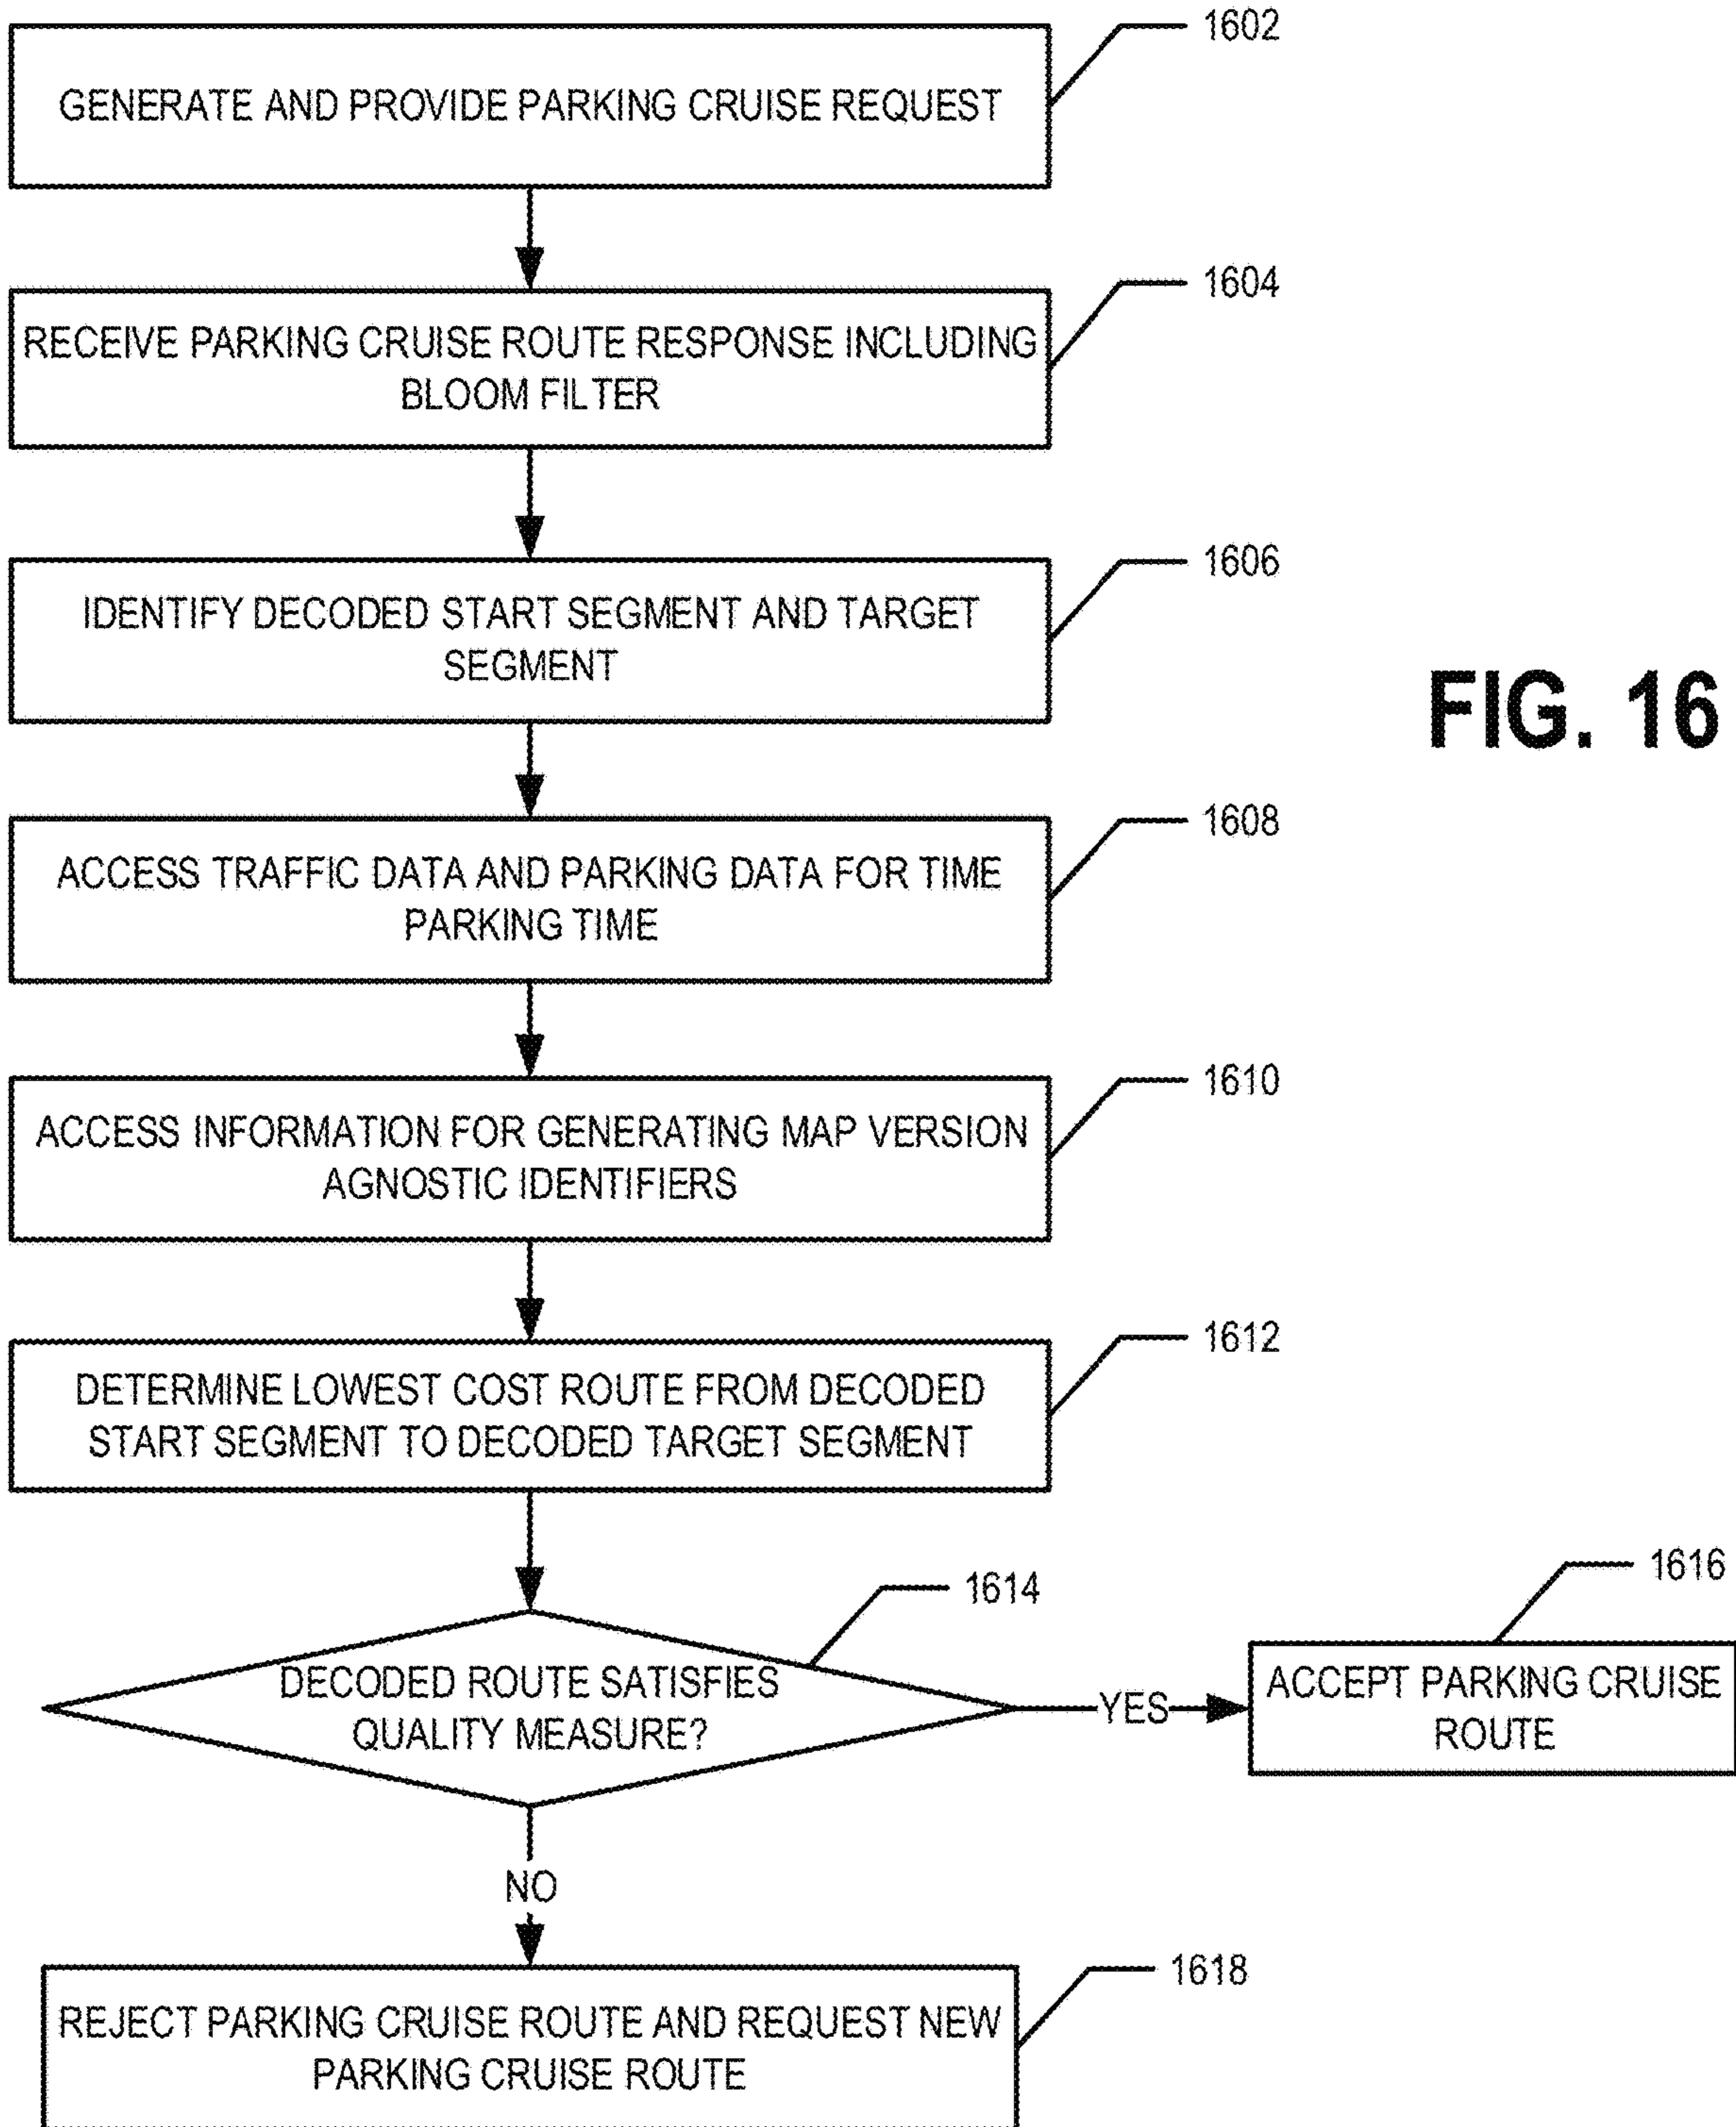 1602
GENERATE AND PROVIDE PARKING CRUISE REQUEST
1604
RECEIVE PARKING CRUISE ROUTE RESPONSE INCLUDING
BLOOM FILTER
1606
IDENTIFY DECODED START SEGMENT AND TARGET
SEGMENT
FIG. 16
1608
ACCESS TRAFFIC DATA AND PARKING DATA FOR TIME
PARKING TIME
1610
ACCESS INFORMATION FOR GENERATING MAP VERSION
AGNOSTIC IDENTIFIERS
1612
DETERMINE LOWEST COST ROUTE FROM DECODED
START SEGMENT TO DECODED TARGET SEGMENT
1614
DECODED ROUTE SATISFIES
QUALITY MEASURE?
YES
1616
ACCEPT PARKING CRUISE
ROUTE
NO
1618
REJECT PARKING CRUISE ROUTE AND REQUEST NEW
PARKING CRUISE ROUTE